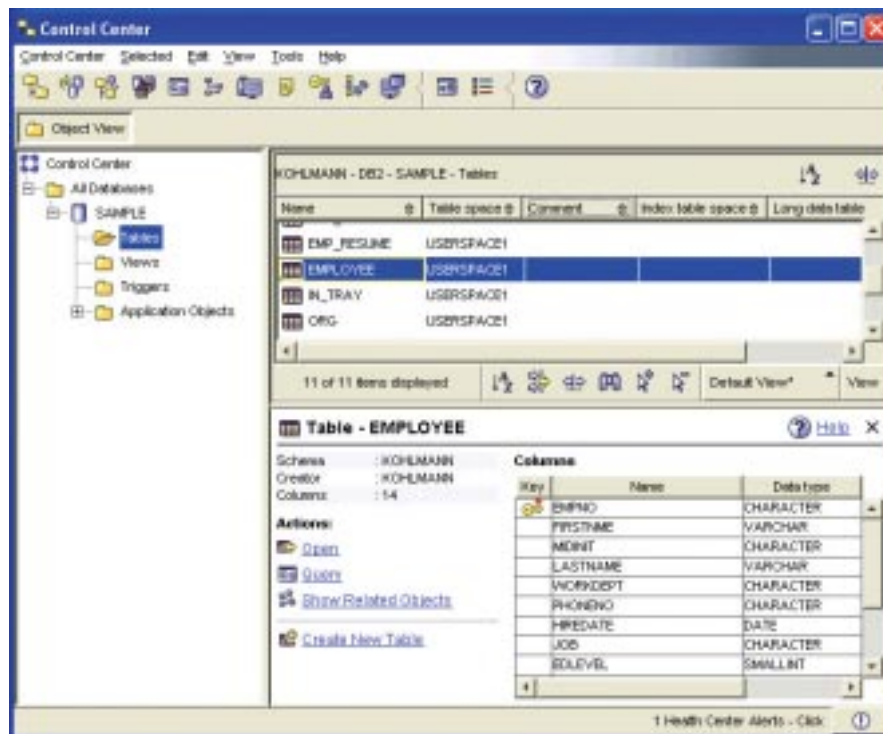 Control Center
Control Center Selected Edit View Tools Help
Object View
Control Center
All Databases
SAMPLE
Tables
Views
Triggers
Application Objects
KOHLMANN - DB2 - SAMPLE - Tables
Name Table space Comment Index table space Long data table
EMP_RESUME USERSPACE1
EMPLOYEE USERSPACE1
IN_TRAY USERSPACE1
ORG USERSPACE1
11 of 11 items displayed Default View* View
Table - EMPLOYEE Help
Schema : KOHLMANN
Creator : KOHLMANN
Columns : 14
Actions:
Open
Query
Show Related Objects
Create New Table
Columns
Key Name Data type
EMPNO CHARACTER
FIRSTNME VARCHAR
MIDINIT CHARACTER
LASTNAME VARCHAR
WORKDEPT CHARACTER
PHONENO CHARACTER
HIREDATE DATE
JOB CHARACTER
EDLEVEL SMALLINT
1 Health Center Alerts - Click